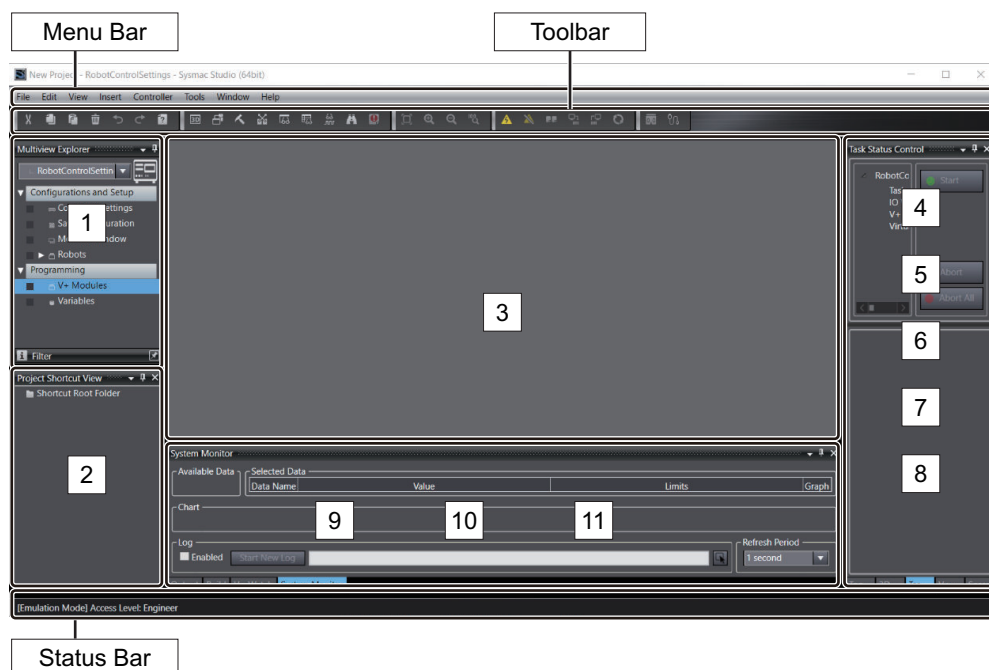 Menu Bar
Toolbar
New Project - RobotControlSettings - Sysmac Studio (64bit)
File Edit View Insert Controller Tools Window Help
Multiview Explorer
RobotControlSettin
Configurations and Setup
1
Robots
Programming
V+ Modules
Variables
Filter
Project Shortcut View
Shortcut Root Folder
2
3
System Monitor
Available Data
Selected Data
Data Name Value Limits Graph
Chart
9 10 11
Log
Enabled Start New Log
Refresh Period
1 second
Task Status Control
RobotCo
Start
4
IO
V+
5
Abort
Abort All
6
7
8
[Emulation Mode] Access Level: Engineer
Status Bar